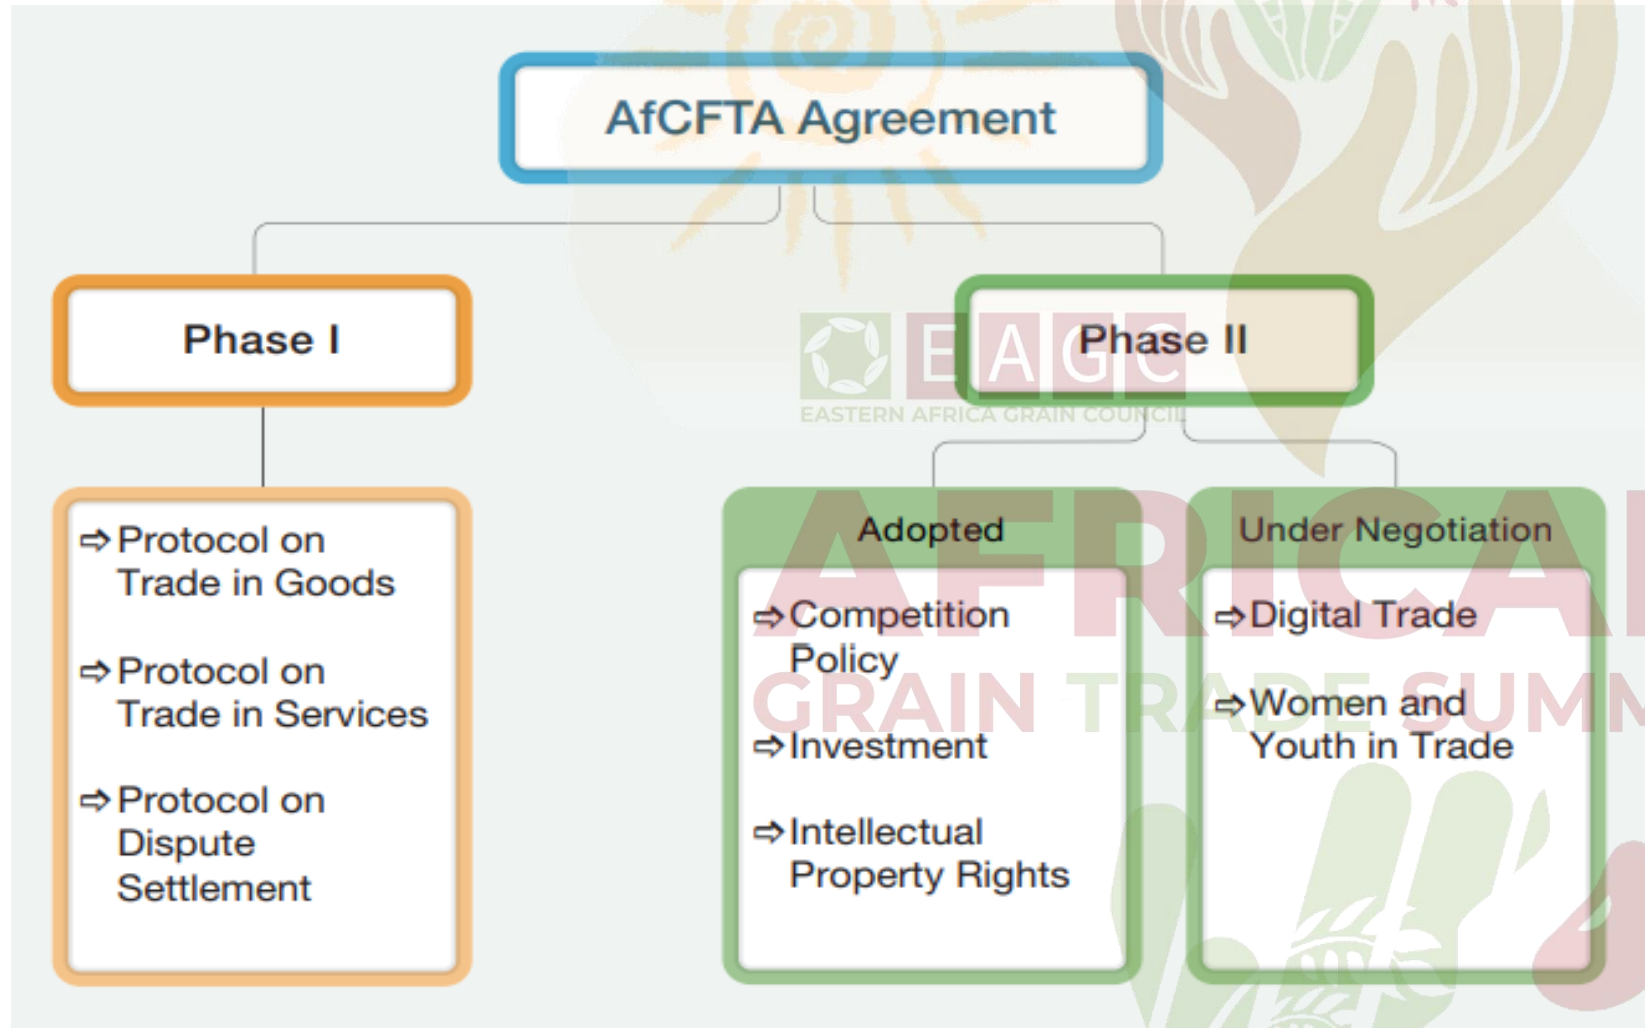 AfCFTA Agreement
Phase I
Phase II
EAGC
EASTERN AFRICA GRAIN COUNCIL
⇨Protocol on
Trade in Goods
⇨Protocol on
Trade in Services
⇨Protocol on
Dispute
Settlement
Adopted
⇨Competition
Policy
⇨Investment
⇨Intellectual
Property Rights
Under Negotiation
⇨Digital Trade
⇨Women and
Youth in Trade
GRAIN TRADE